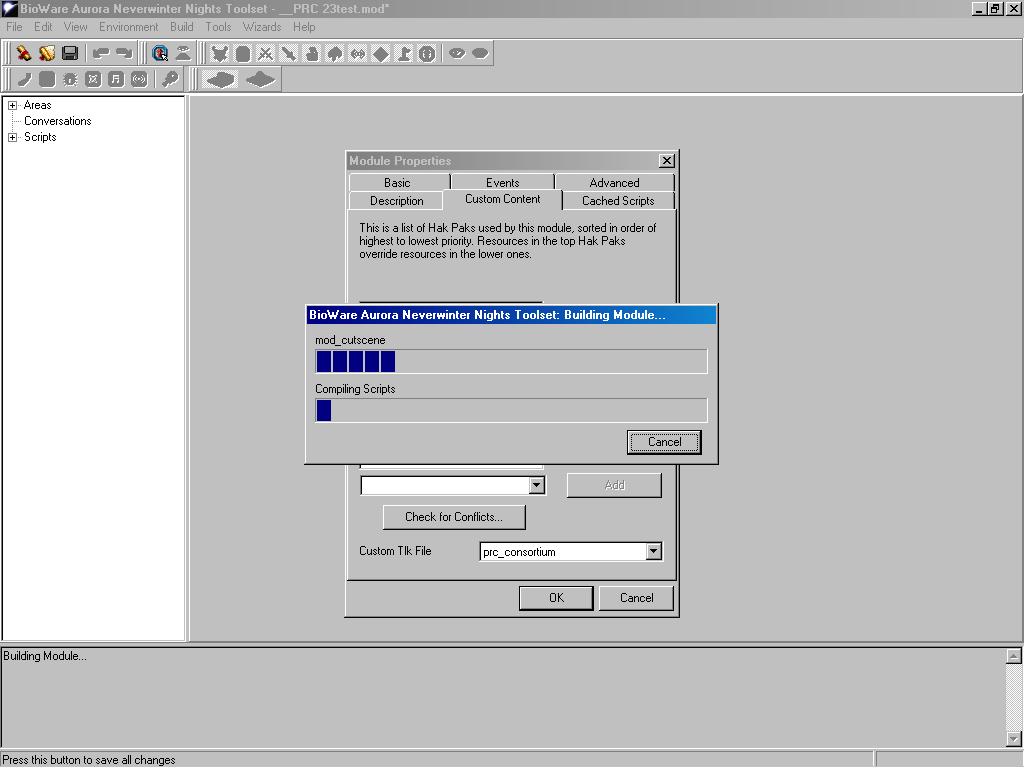 BioWare Aurora Neverwinter Nights Toolset - __PRC 23test.mod*
File Edit View Environment Build Tools Wizards Help
Areas
Conversations
Scripts
Module Properties
Basic Events Advanced
Description Custom Content Cached Scripts
This is a list of Hak Paks used by this module, sorted in order of
highest to lowest priority. Resources in the top Hak Paks
override resources in the lower ones.
BioWare Aurora Neverwinter Nights Toolset: Building Module...
mod_cutscene
Compiling Scripts
Cancel
Add
Check for Conflicts...
Custom Tlk File prc_consortium
OK Cancel
Building Module...
Press this button to save all changes